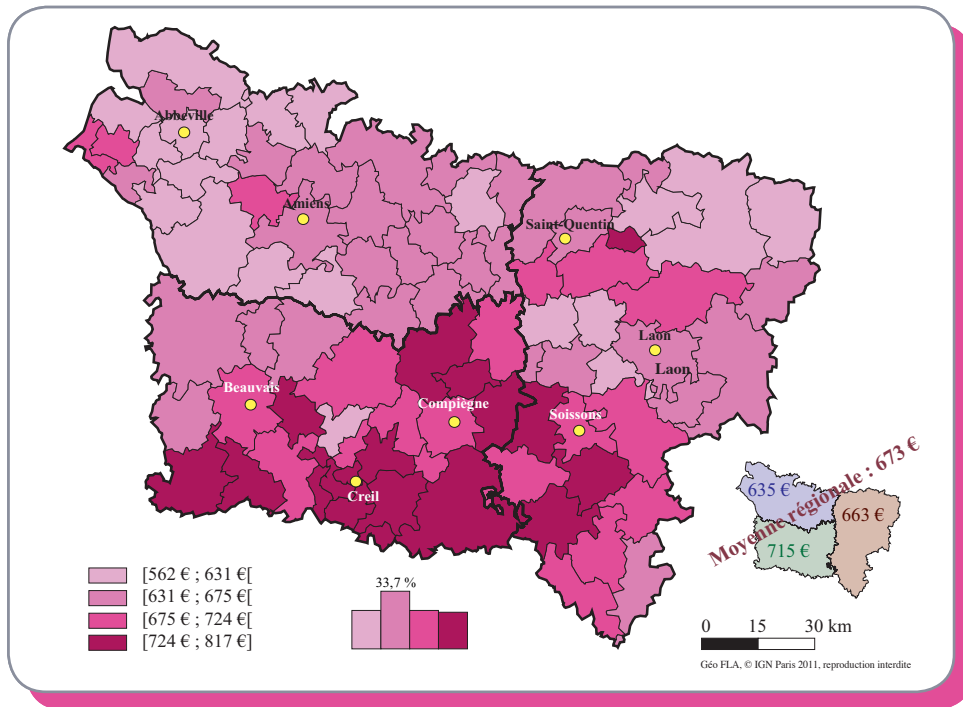 Abbeville
Amiens
Saint-Quentin
Laon
Laon
Beauvais
Compiègne
Soissons
Creil
Moyenne régionale : 673 €
635 €
663 €
715 €
[562 € ; 631 €[
[631 € ; 675 €[
[675 € ; 724 €[
[724 € ; 817 €]
33,7 %
0 15 30 km
Géo FLA, © IGN Paris 2011, reproduction interdite